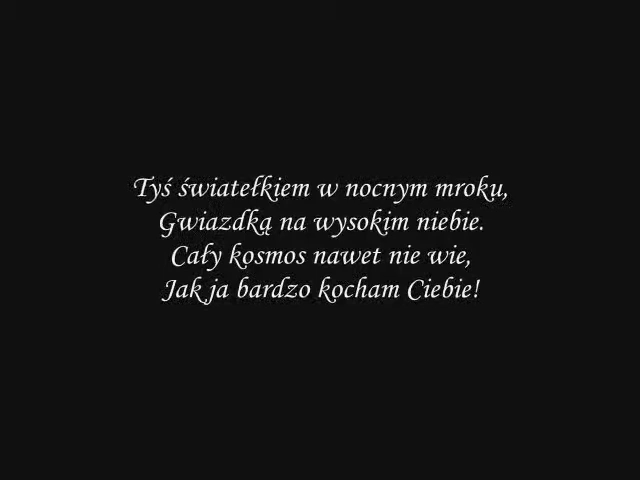 Tyś światełkiem w nocnym mroku,
Gwiazdką na wysokim niebie.
Cały kosmos nawet nie wie,
Jak ja bardzo kocham Ciebie!